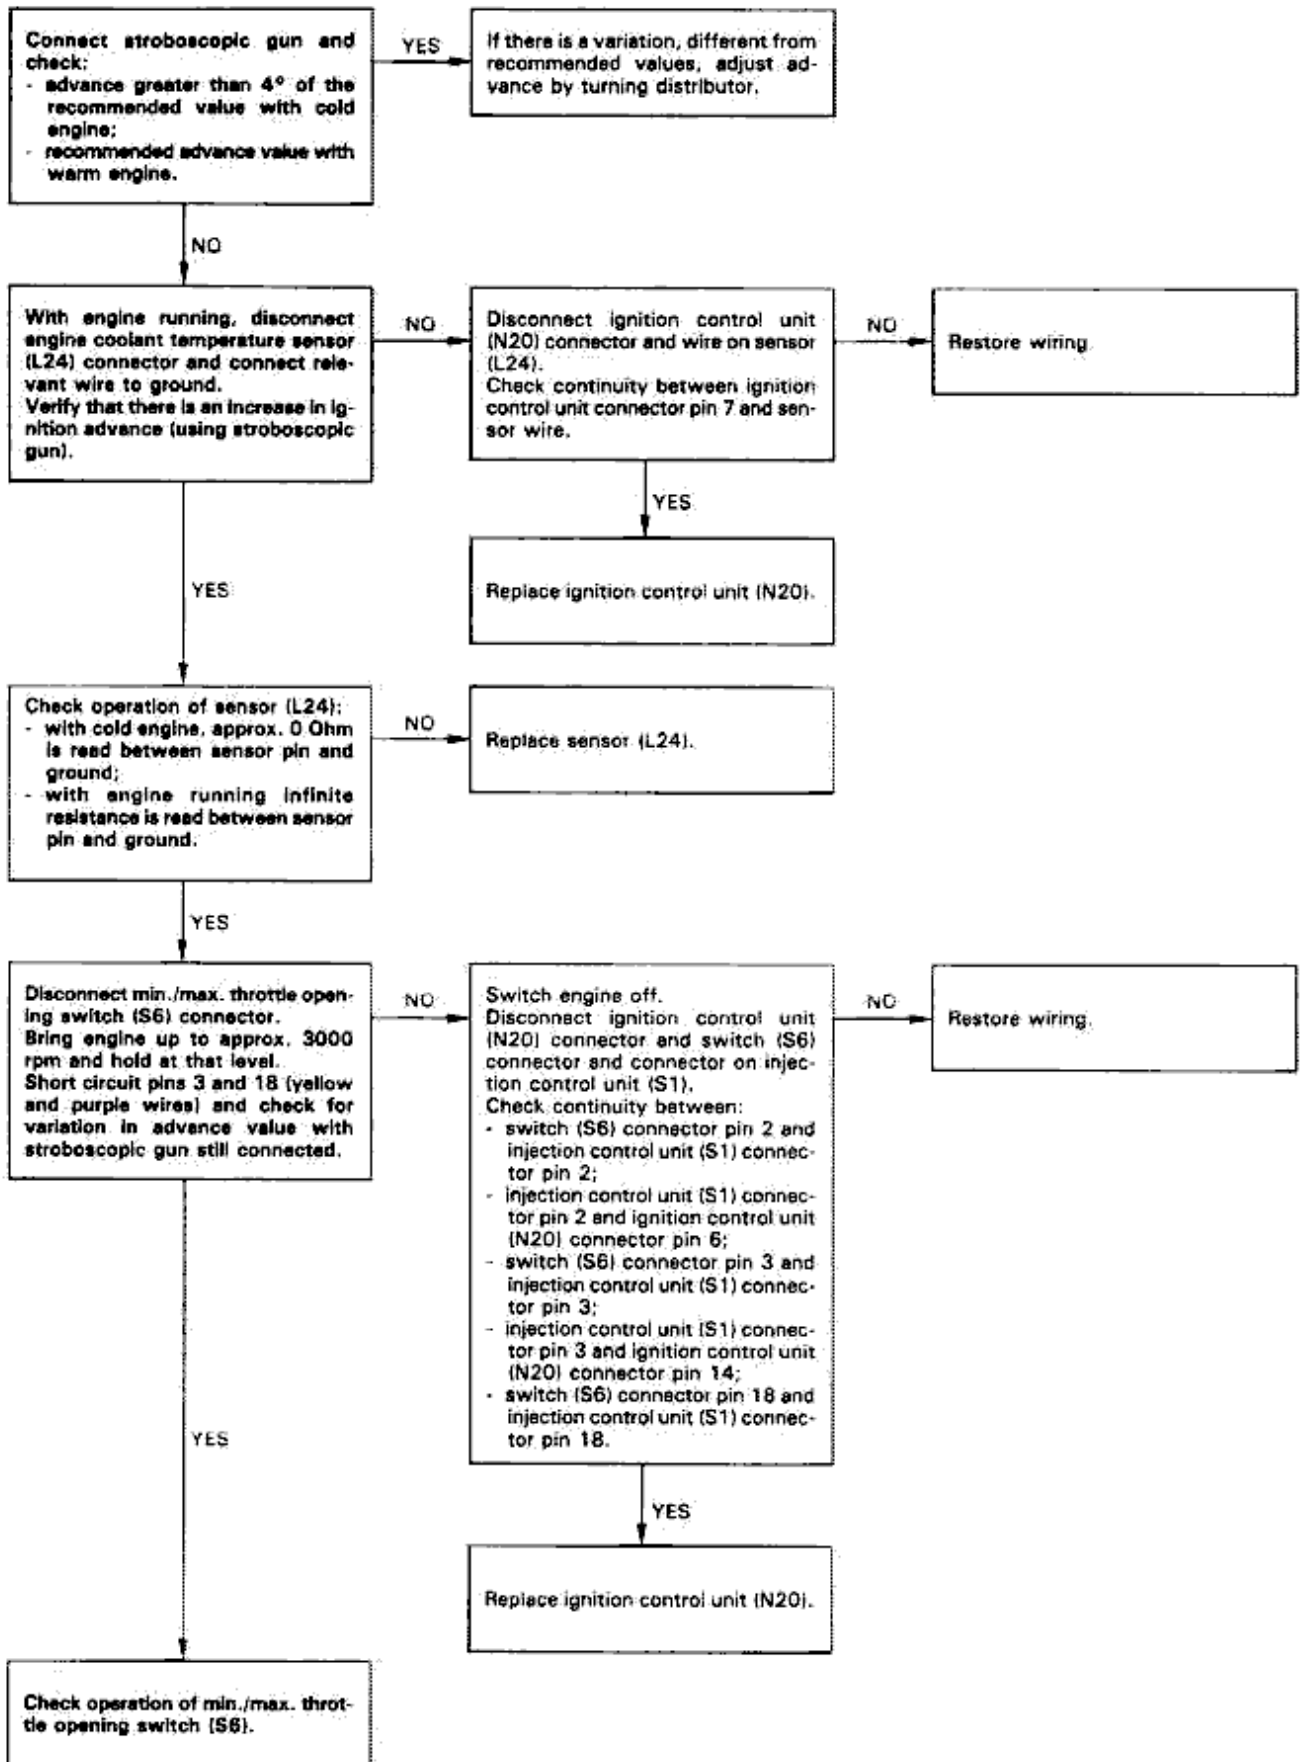 Connect stroboscopic gun and
check:
- advance greater than 4° of the
recommended value with cold
engine;
- recommended advance value with
warm engine.
YES
If there is a variation, different from
recommended values, adjust ad-
vance by turning distributor.
NO
With engine running, disconnect
engine coolant temperature sensor
(L24) connector and connect rele-
vant wire to ground.
Verify that there is an increase in ig-
nition advance (using stroboscopic
gun).
NO
Disconnect ignition control unit
(N20) connector and wire on sensor
(L24).
Check continuity between ignition
control unit connector pin 7 and sen-
sor wire.
NO
Restore wiring.
YES
Replace ignition control unit (N20).
YES
Check operation of sensor (L24):
- with cold engine, approx. 0 Ohm
is read between sensor pin and
ground;
- with engine running infinite
resistance is read between sensor
pin and ground.
NO
Replace sensor (L24).
YES
Disconnect min./max. throttle open-
ing switch (S6) connector.
Bring engine up to approx. 3000
rpm and hold at that level.
Short circuit pins 3 and 18 (yellow
and purple wires) and check for
variation in advance value with
stroboscopic gun still connected.
NO
Switch engine off.
Disconnect ignition control unit
(N20) connector and switch (S6)
connector and connector on injec-
tion control unit (S1).
Check continuity between:
- switch (S6) connector pin 2 and
injection control unit (S1) connec-
tor pin 2;
- injection control unit (S1) connec-
tor pin 2 and ignition control unit
(N20) connector pin 6;
- switch (S6) connector pin 3 and
injection control unit (S1) connec-
tor pin 3;
- injection control unit (S1) connec-
tor pin 3 and ignition control unit
(N20) connector pin 14;
- switch (S6) connector pin 18 and
injection control unit (S1) connec-
tor pin 18.
NO
Restore wiring.
YES
Replace ignition control unit (N20).
YES
Check operation of min./max. throt-
tle opening switch (S6).